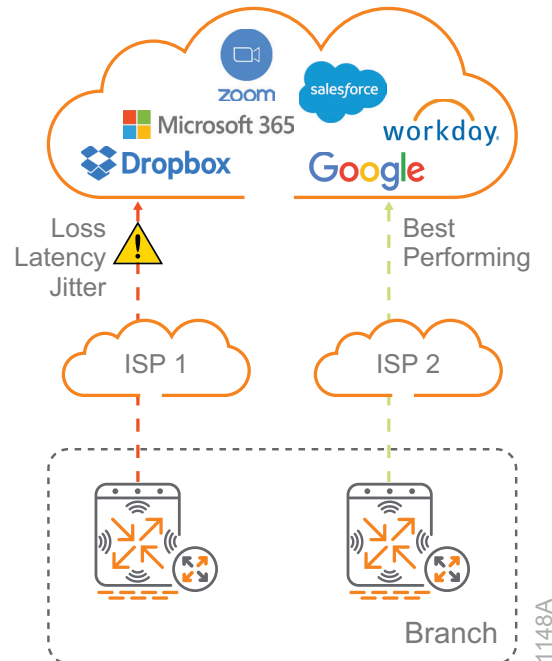 zoom
salesforce
Microsoft 365
workday.
Dropbox
Google
Loss
Latency
Jitter
Best
Performing
ISP 1
ISP 2
Branch
1148A